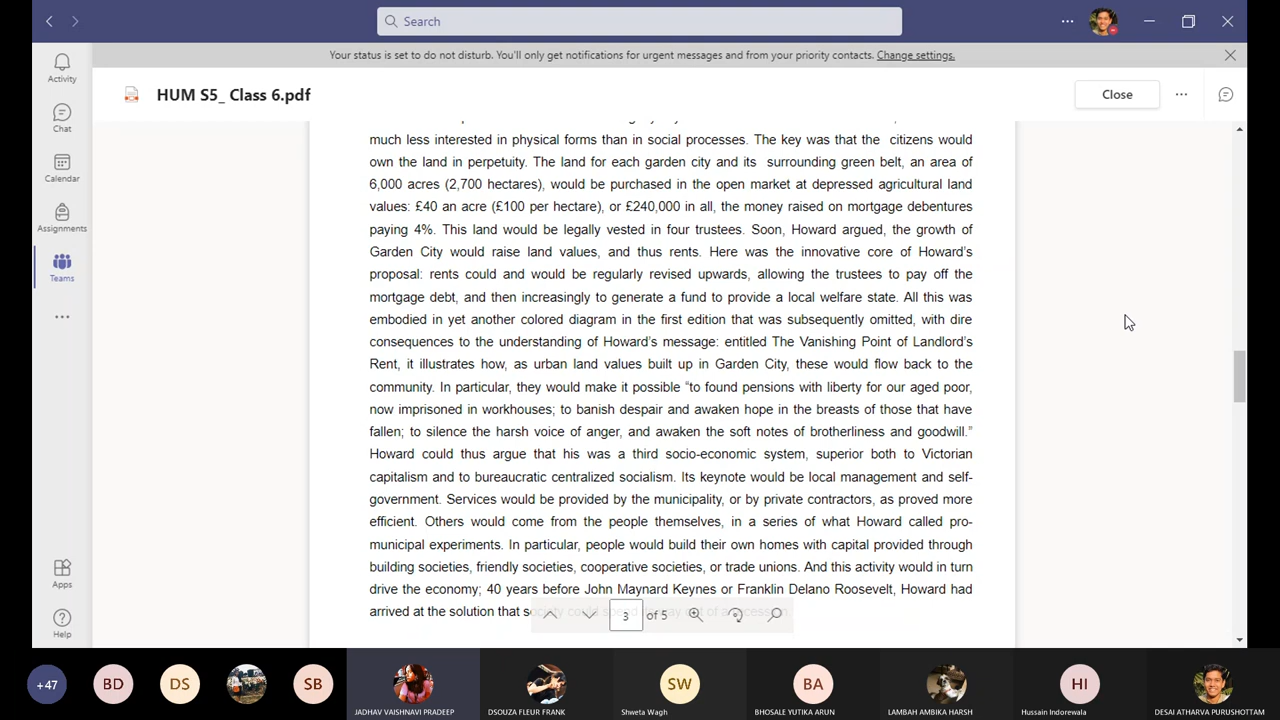 Search
Your status is set to do not disturb. You'll only get notifications for urgent messages and from your priority contacts. Change settings.
Activity
Chat
Calendar
Assignments
Teams
Apps
Help
HUM S5_ Class 6.pdf
Close
much less interested in physical forms than in social processes. The key was that the citizens would
own the land in perpetuity. The land for each garden city and its surrounding green belt, an area of
6,000 acres (2,700 hectares), would be purchased in the open market at depressed agricultural land
values: £40 an acre (£100 per hectare), or £240,000 in all, the money raised on mortgage debentures
paying 4%. This land would be legally vested in four trustees. Soon, Howard argued, the growth of
Garden City would raise land values, and thus rents. Here was the innovative core of Howard's
proposal: rents could and would be regularly revised upwards, allowing the trustees to pay off the
mortgage debt, and then increasingly to generate a fund to provide a local welfare state. All this was
embodied in yet another colored diagram in the first edition that was subsequently omitted, with dire
consequences to the understanding of Howard's message: entitled The Vanishing Point of Landlord's
Rent, it illustrates how, as urban land values built up in Garden City, these would flow back to the
community. In particular, they would make it possible “to found pensions with liberty for our aged poor,
now imprisoned in workhouses; to banish despair and awaken hope in the breasts of those that have
fallen; to silence the harsh voice of anger, and awaken the soft notes of brotherliness and goodwill.”
Howard could thus argue that his was a third socio-economic system, superior both to Victorian
capitalism and to bureaucratic centralized socialism. Its keynote would be local management and self-
government. Services would be provided by the municipality, or by private contractors, as proved more
efficient. Others would come from the people themselves, in a series of what Howard called pro-
municipal experiments. In particular, people would build their own homes with capital provided through
building societies, friendly societies, cooperative societies, or trade unions. And this activity would in turn
drive the economy; 40 years before John Maynard Keynes or Franklin Delano Roosevelt, Howard had
arrived at the solution that society could spend its way out of a recession.
3 of 5
+47
BD
DS
SB
JADHAV VAISHNAVI PRADEEP
DSOUZA FLEUR FRANK
SW
Shweta Wagh
BA
BHOSALE YUTIKA ARUN
LAMBAH AMBIKA HARSH
HI
Hussain Indorewala
DESAI ATHARVA PURUSHOTTAM